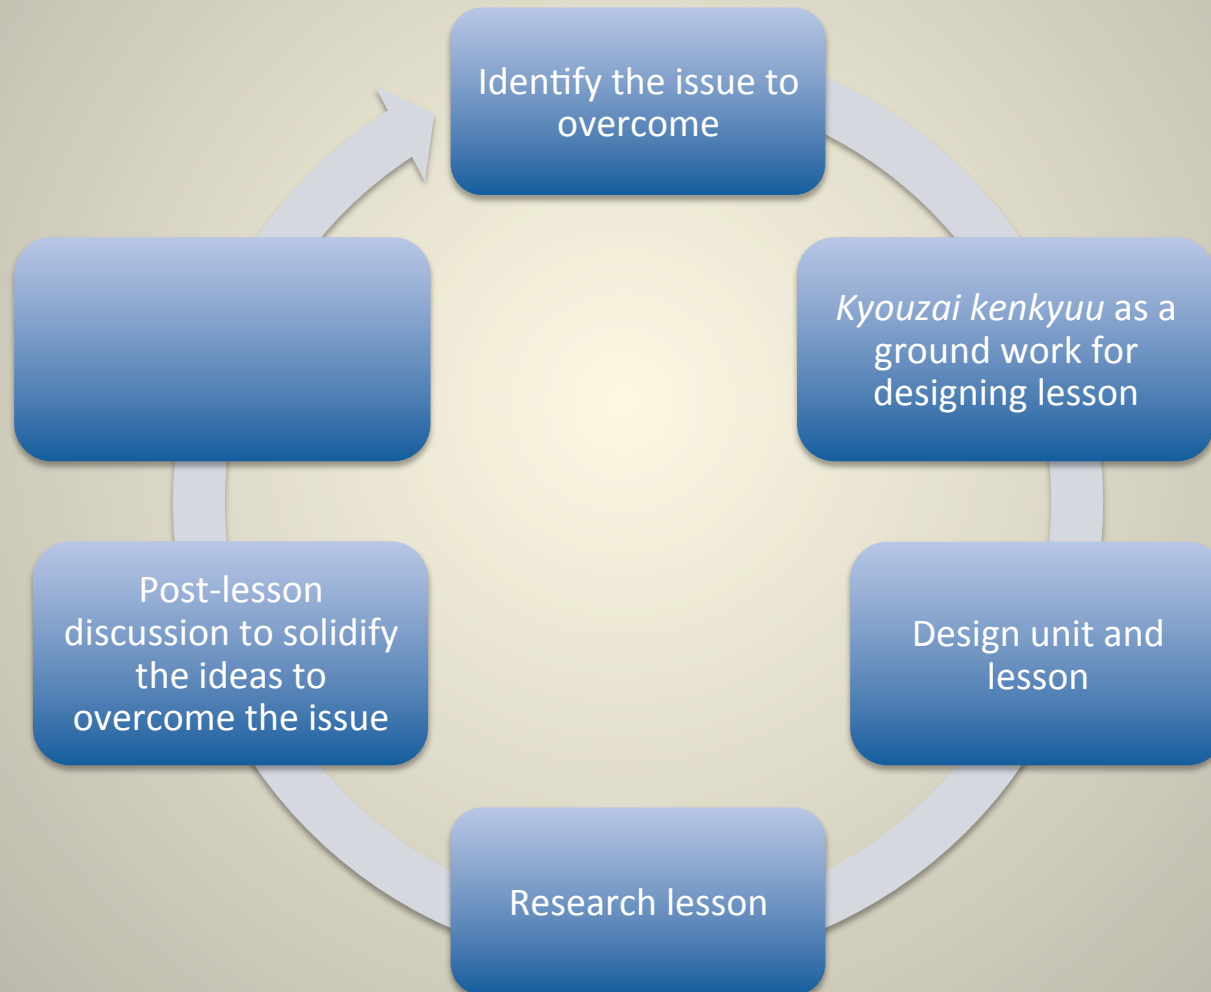 Identify the issue to
overcome
Kyouzai kenkyuu as a
ground work for
designing lesson
Design unit and
lesson
Research lesson
Post-lesson
discussion to solidify
the ideas to
overcome the issue